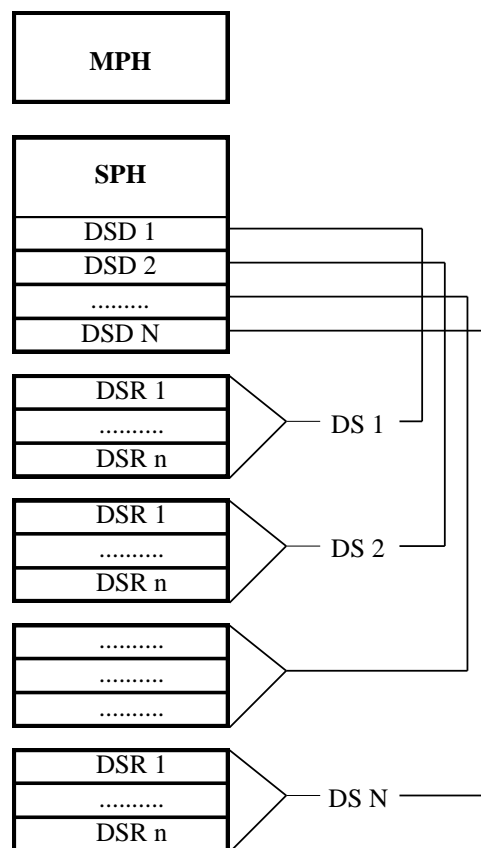 MPH
SPH
DSD 1
DSD 2
.........
DSD N
DSR 1
..........
DSR n
DS 1
DSR 1
..........
DSR n
DS 2
..........
..........
..........
DSR 1
..........
DSR n
DS N